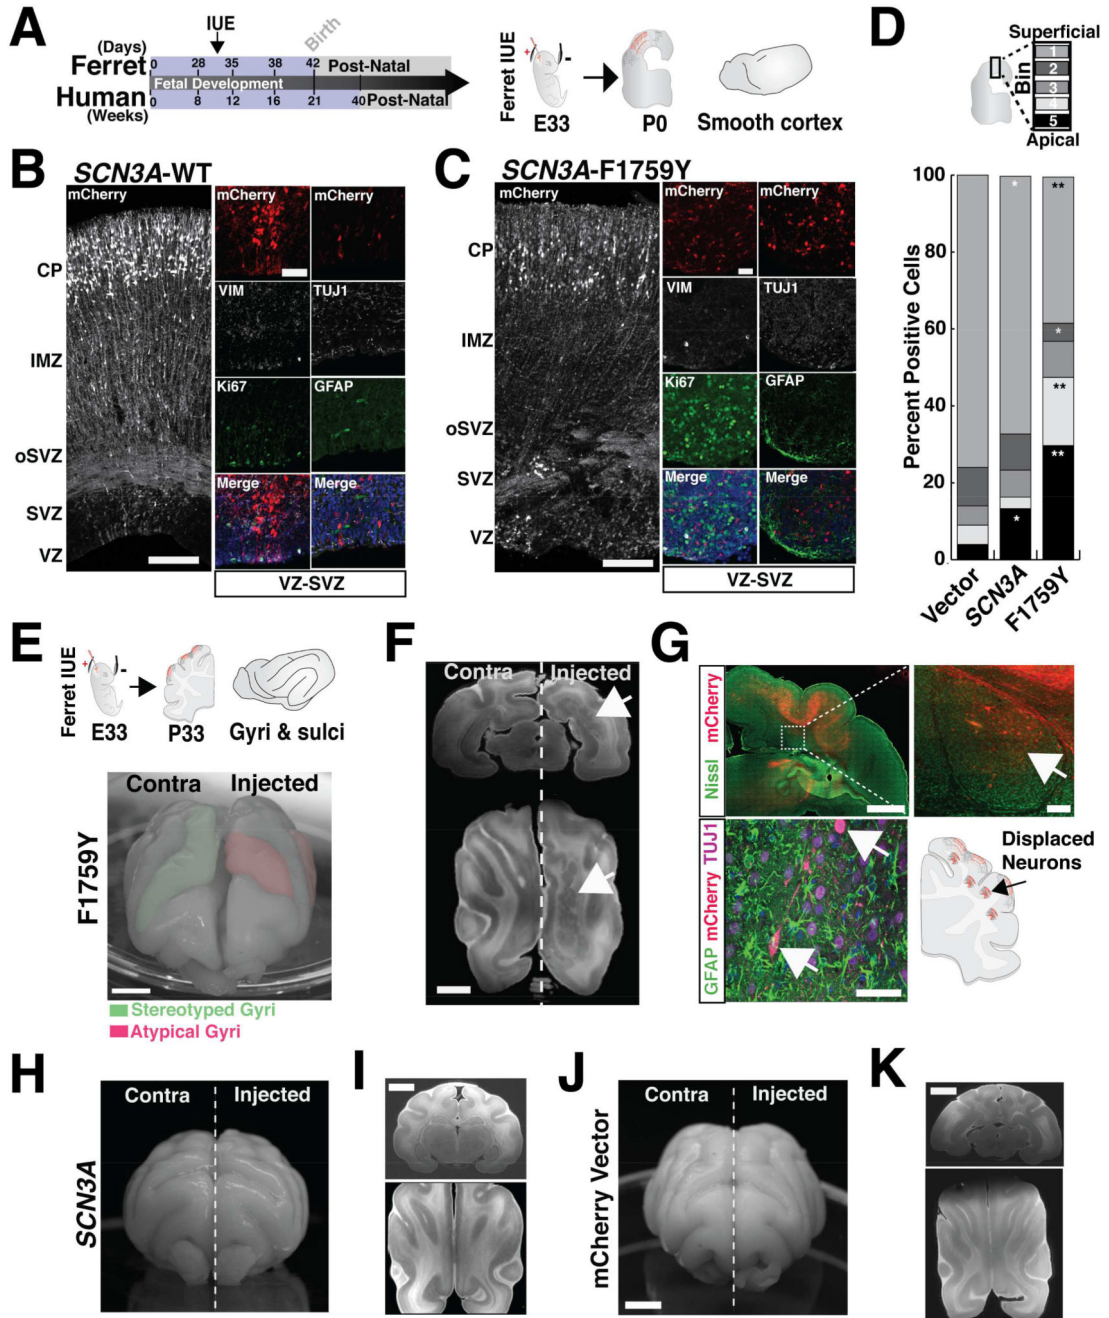 A
IUE
Birth
(Days)
Ferret
0 28 35 38 42 Post-Natal
Fetal Development
Human
0 8 12 16 21 40 Post-Natal
(Weeks)
Ferret IUE
E33
P0
Smooth cortex
D
Superficial
Bin
1
2
3
4
5
Apical
B
SCN3A-WT
mCherry
CP
IMZ
oSVZ
SVZ
VZ
mCherry
mCherry
VIM
TUJ1
Ki67
GFAP
Merge
Merge
VZ-SVZ
C
SCN3A-F1759Y
mCherry
CP
IMZ
oSVZ
SVZ
VZ
mCherry
mCherry
VIM
TUJ1
Ki67
GFAP
Merge
Merge
VZ-SVZ
Percent Positive Cells
100
80
60
40
20
0
*
*
**
*
**
**
Vector
SCN3A
F1759Y
E
Ferret IUE
+
-
E33
P33
Gyri & sulci
F1759Y
Contra Injected
Stereotyped Gyri
Atypical Gyri
F
Contra Injected
G
Nissl mCherry
GFAP mCherry TUJ1
Displaced
Neurons
H
SCN3A
Contra Injected
I
J
mCherry Vector
Contra Injected
K